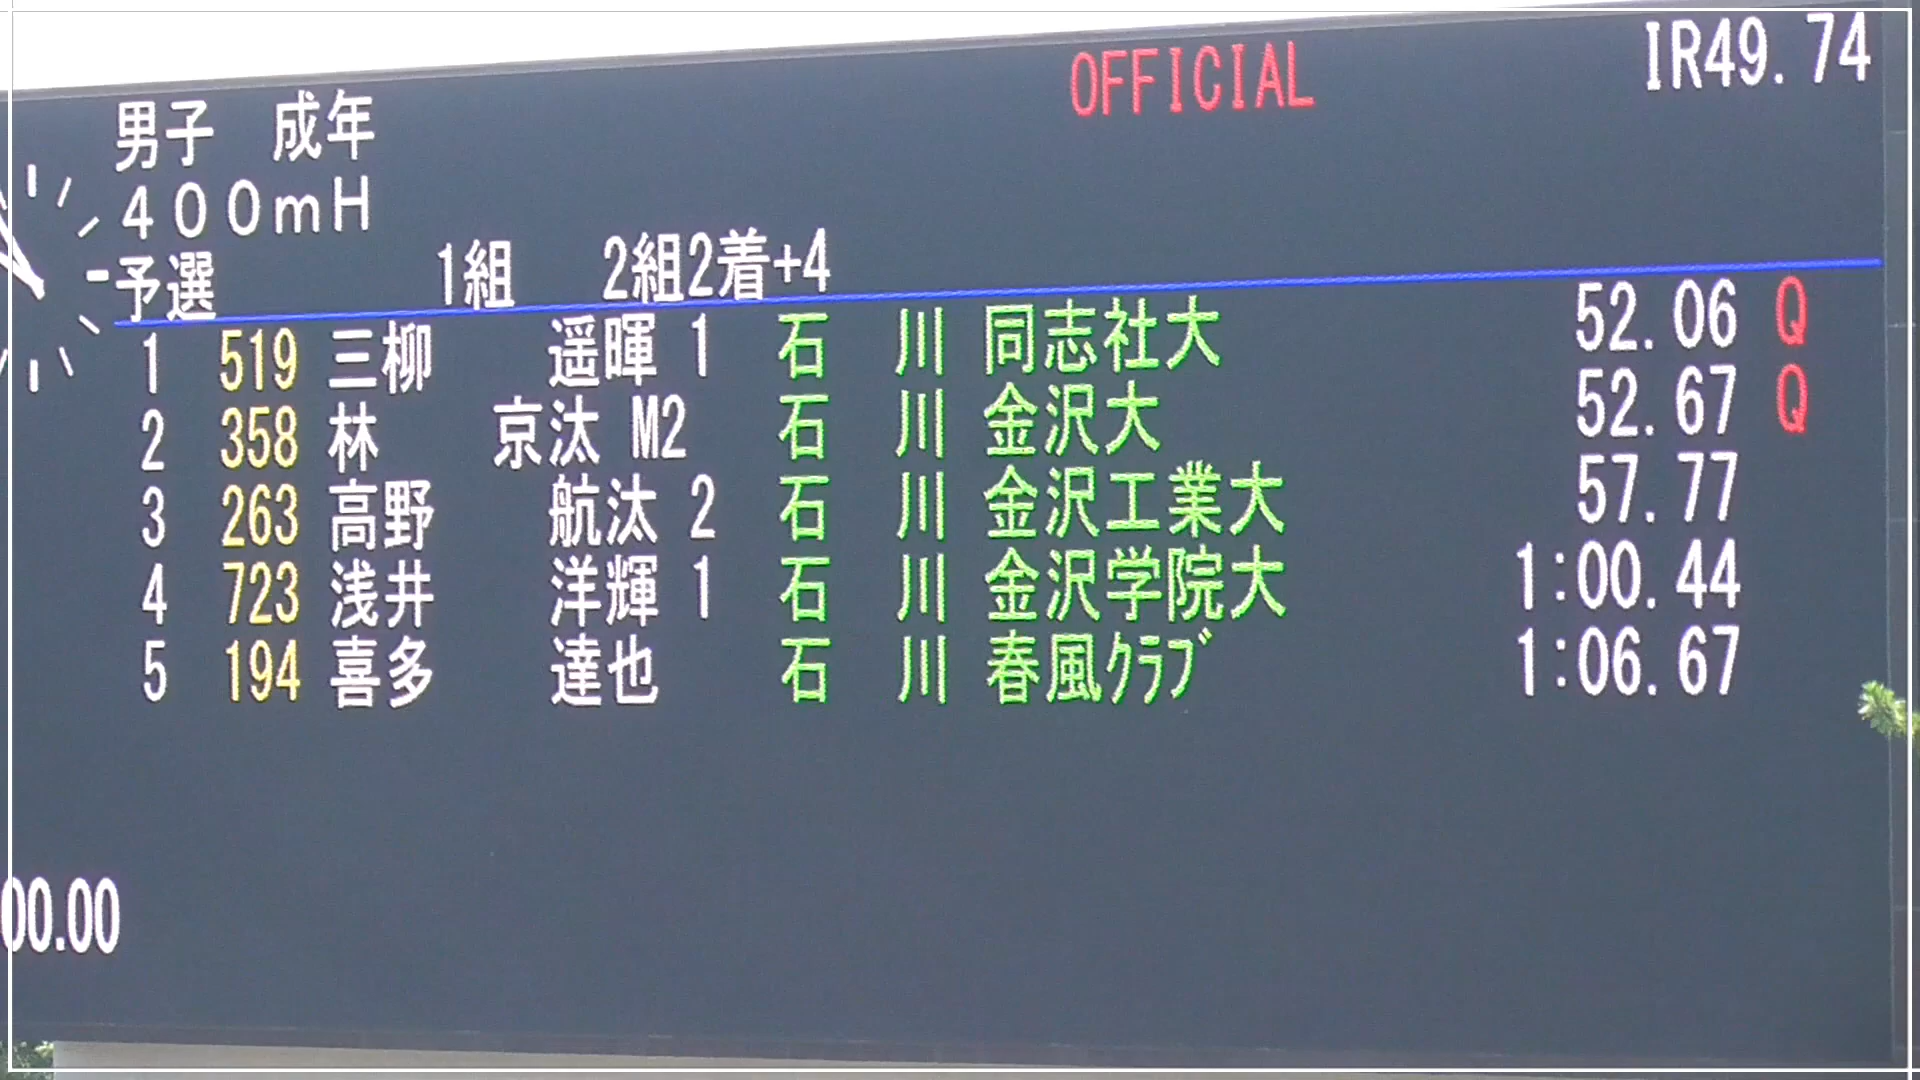 OFFICIAL IR49.74
男子 成年
400mH
予選 1組 2組2着+4
1 519 三柳 遥暉 1 石 川 同志社大 52.06 Q
2 358 林 京汰 M2 石 川 金沢大 52.67 Q
3 263 高野 航汰 2 石 川 金沢工業大 57.77
4 723 浅井 洋輝 1 石 川 金沢学院大 1:00.44
5 194 喜多 達也 石 川 春風ｸﾗﾌﾞ 1:06.67
00.00